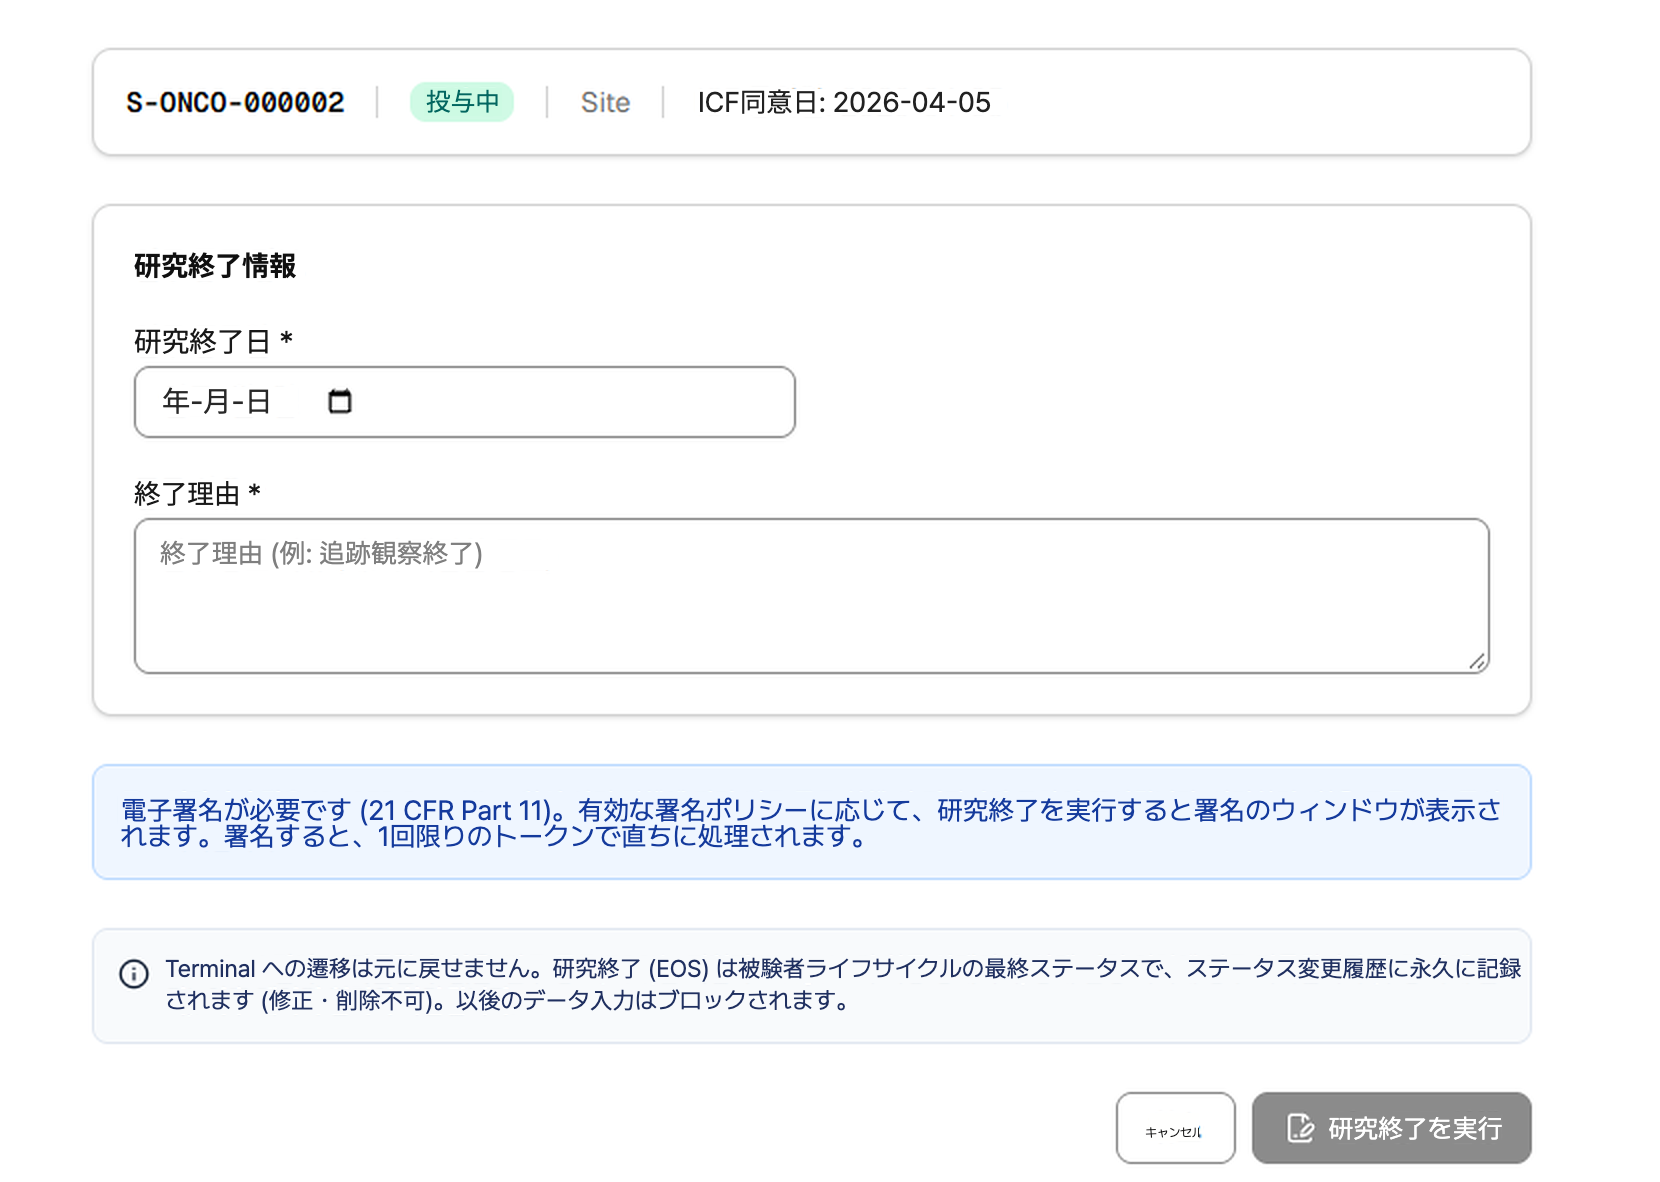 S-ONCO-000002 | 投与中 | Site | ICF同意日: 2026-04-05
研究終了情報
研究終了日 *
年-月-日
終了理由 *
終了理由 (例: 追跡観察終了)
電子署名が必要です (21 CFR Part 11)。有効な署名ポリシーに応じて、研究終了を実行すると署名のウィンドウが表示さ
れます。署名すると、1回限りのトークンで直ちに処理されます。
Terminal への遷移は元に戻せません。研究終了 (EOS) は被験者ライフサイクルの最終ステータスで、ステータス変更履歴に永久に記録
されます (修正・削除不可)。以後のデータ入力はブロックされます。
キャンセル
研究終了を実行